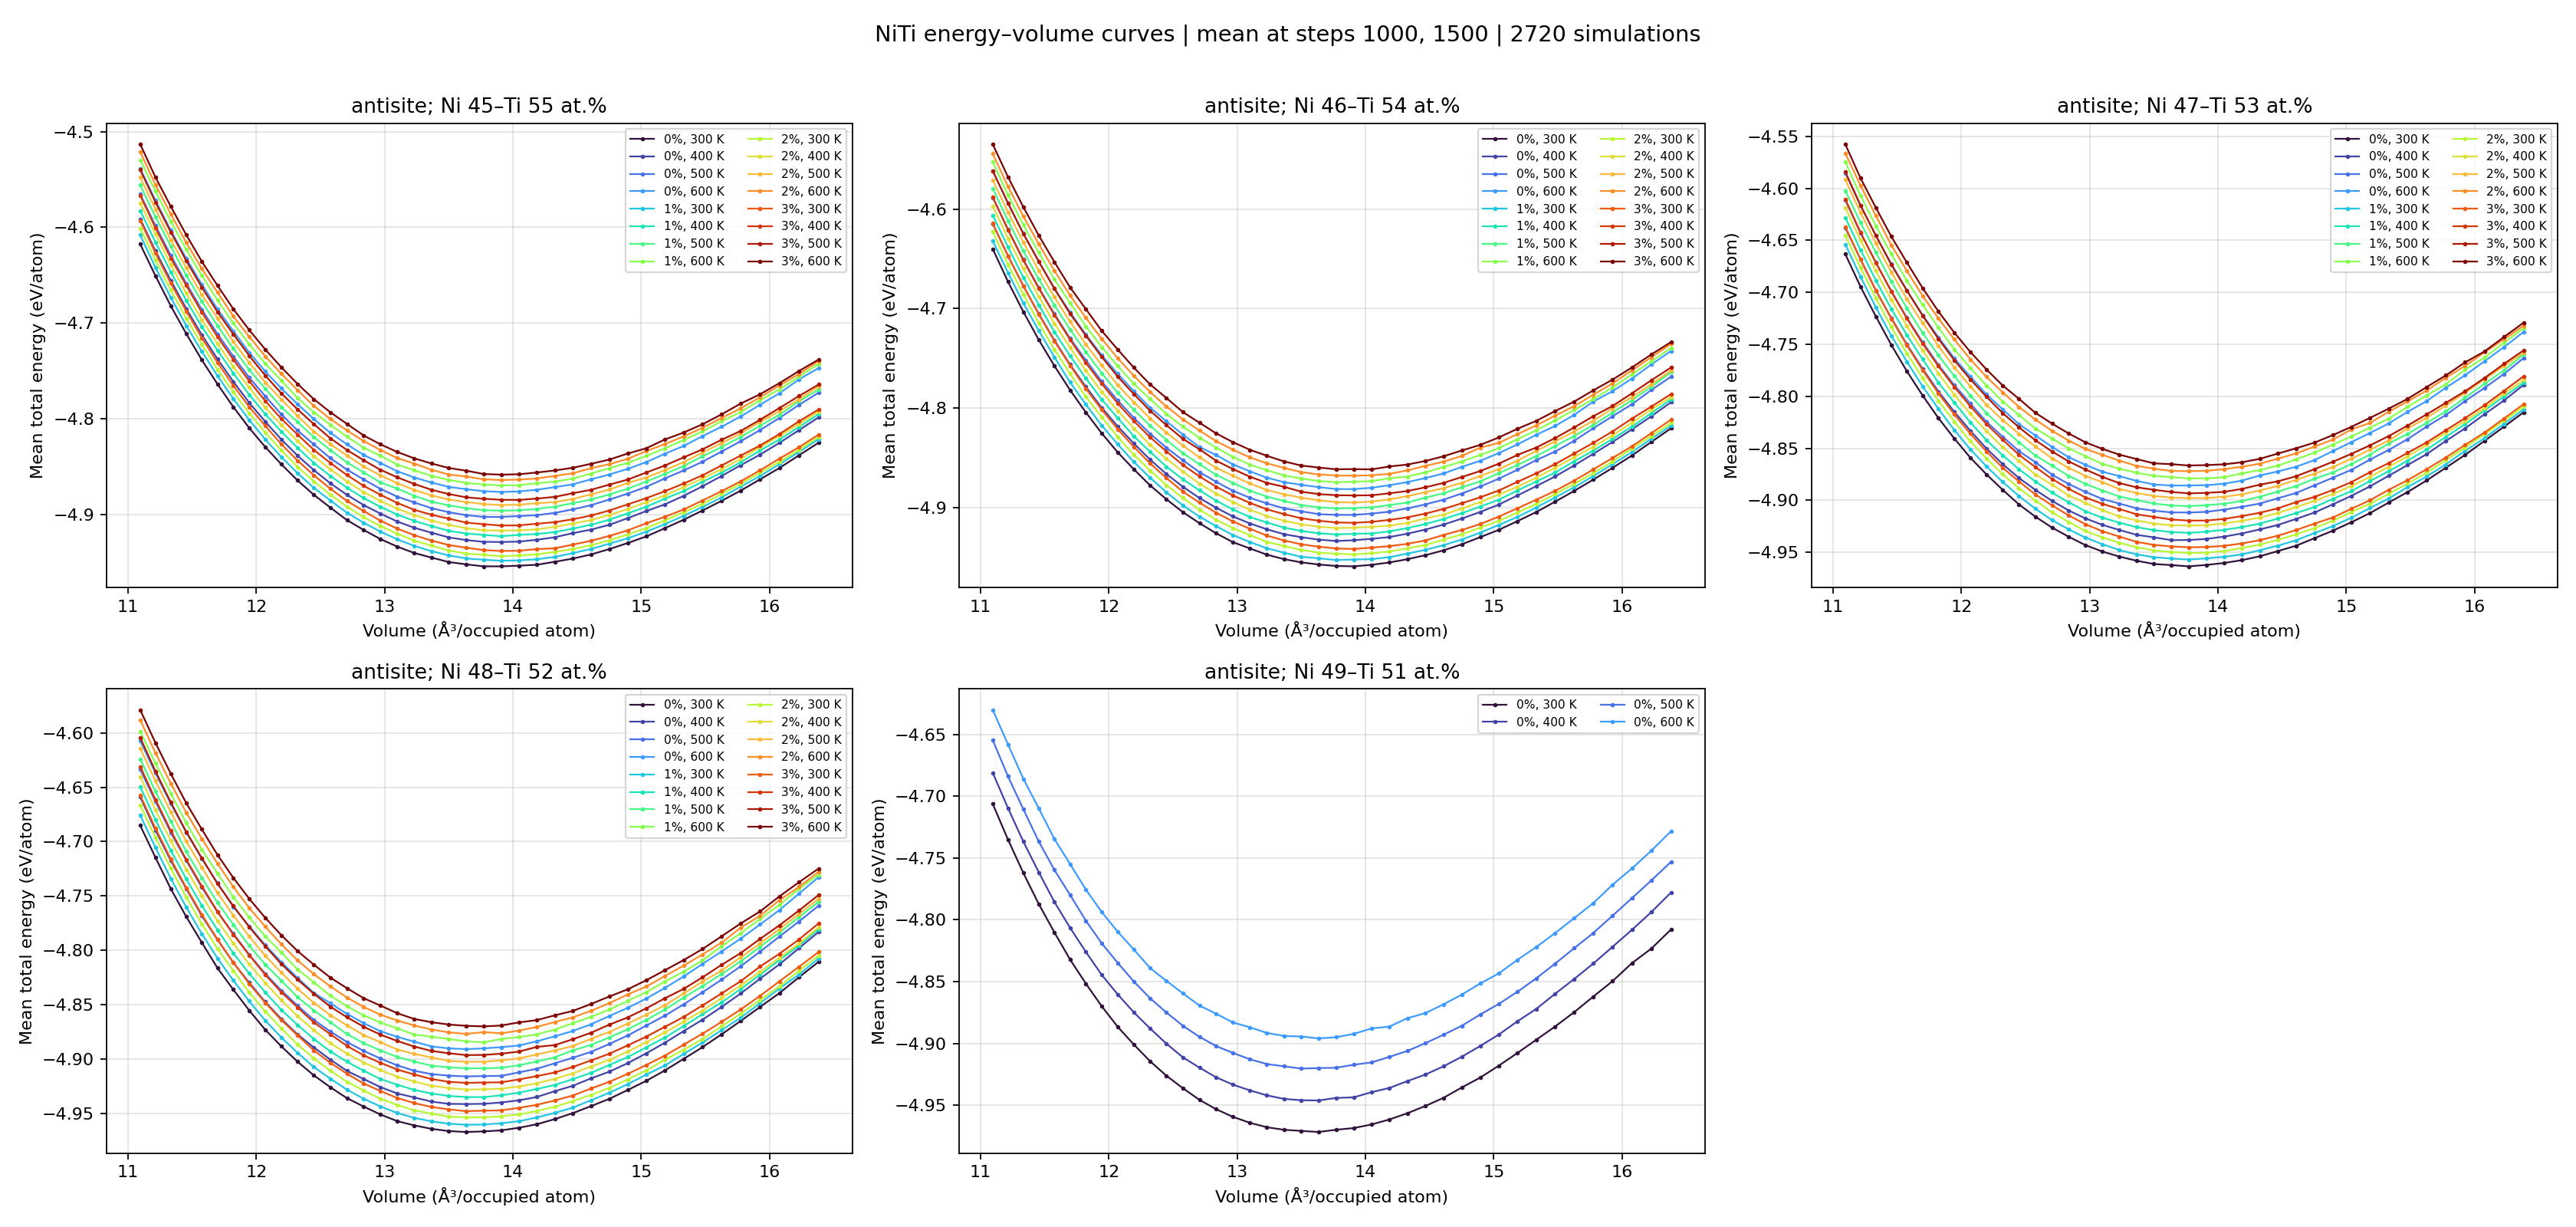 NiTi energy–volume curves | mean at steps 1000, 1500 | 2720 simulations
antisite; Ni 45–Ti 55 at.%
Mean total energy (eV/atom)
−4.5
−4.6
−4.7
−4.8
−4.9
11 12 13 14 15 16
Volume (Å³/occupied atom)
0%, 300 K 2%, 300 K
0%, 400 K 2%, 400 K
0%, 500 K 2%, 500 K
0%, 600 K 2%, 600 K
1%, 300 K 3%, 300 K
1%, 400 K 3%, 400 K
1%, 500 K 3%, 500 K
1%, 600 K 3%, 600 K
antisite; Ni 46–Ti 54 at.%
Mean total energy (eV/atom)
−4.6
−4.7
−4.8
−4.9
11 12 13 14 15 16
Volume (Å³/occupied atom)
0%, 300 K 2%, 300 K
0%, 400 K 2%, 400 K
0%, 500 K 2%, 500 K
0%, 600 K 2%, 600 K
1%, 300 K 3%, 300 K
1%, 400 K 3%, 400 K
1%, 500 K 3%, 500 K
1%, 600 K 3%, 600 K
antisite; Ni 47–Ti 53 at.%
Mean total energy (eV/atom)
−4.55
−4.60
−4.65
−4.70
−4.75
−4.80
−4.85
−4.90
−4.95
11 12 13 14 15 16
Volume (Å³/occupied atom)
0%, 300 K 2%, 300 K
0%, 400 K 2%, 400 K
0%, 500 K 2%, 500 K
0%, 600 K 2%, 600 K
1%, 300 K 3%, 300 K
1%, 400 K 3%, 400 K
1%, 500 K 3%, 500 K
1%, 600 K 3%, 600 K
antisite; Ni 48–Ti 52 at.%
Mean total energy (eV/atom)
−4.60
−4.65
−4.70
−4.75
−4.80
−4.85
−4.90
−4.95
11 12 13 14 15 16
Volume (Å³/occupied atom)
0%, 300 K 2%, 300 K
0%, 400 K 2%, 400 K
0%, 500 K 2%, 500 K
0%, 600 K 2%, 600 K
1%, 300 K 3%, 300 K
1%, 400 K 3%, 400 K
1%, 500 K 3%, 500 K
1%, 600 K 3%, 600 K
antisite; Ni 49–Ti 51 at.%
Mean total energy (eV/atom)
−4.65
−4.70
−4.75
−4.80
−4.85
−4.90
−4.95
11 12 13 14 15 16
Volume (Å³/occupied atom)
0%, 300 K 0%, 500 K
0%, 400 K 0%, 600 K